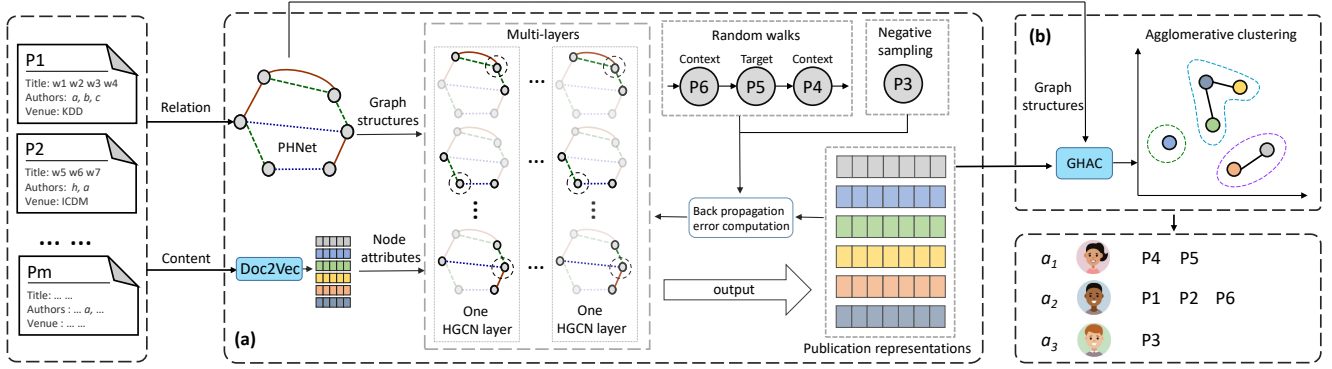 P1
Title: w1 w2 w3 w4
Authors: a, b, c
Venue: KDD
P2
Title: w5 w6 w7
Authors: h, a
Venue: ICDM
... ...
Pm
Title: ... ...
Authors : ... a, ...
Venue : ... ...
Relation
Content
(a)
PHNet
Doc2Vec
Graph
structures
Node
attributes
Multi-layers
...
...
...
...
...
One
HGCN layer
One
HGCN layer
Random walks
Context
Target
Context
P6
P5
P4
Negative
sampling
P3
Back propagation
error computation
output
Publication representations
(b)
Agglomerative clustering
Graph
structures
GHAC
a1 P4 P5
a2 P1 P2 P6
a3 P3